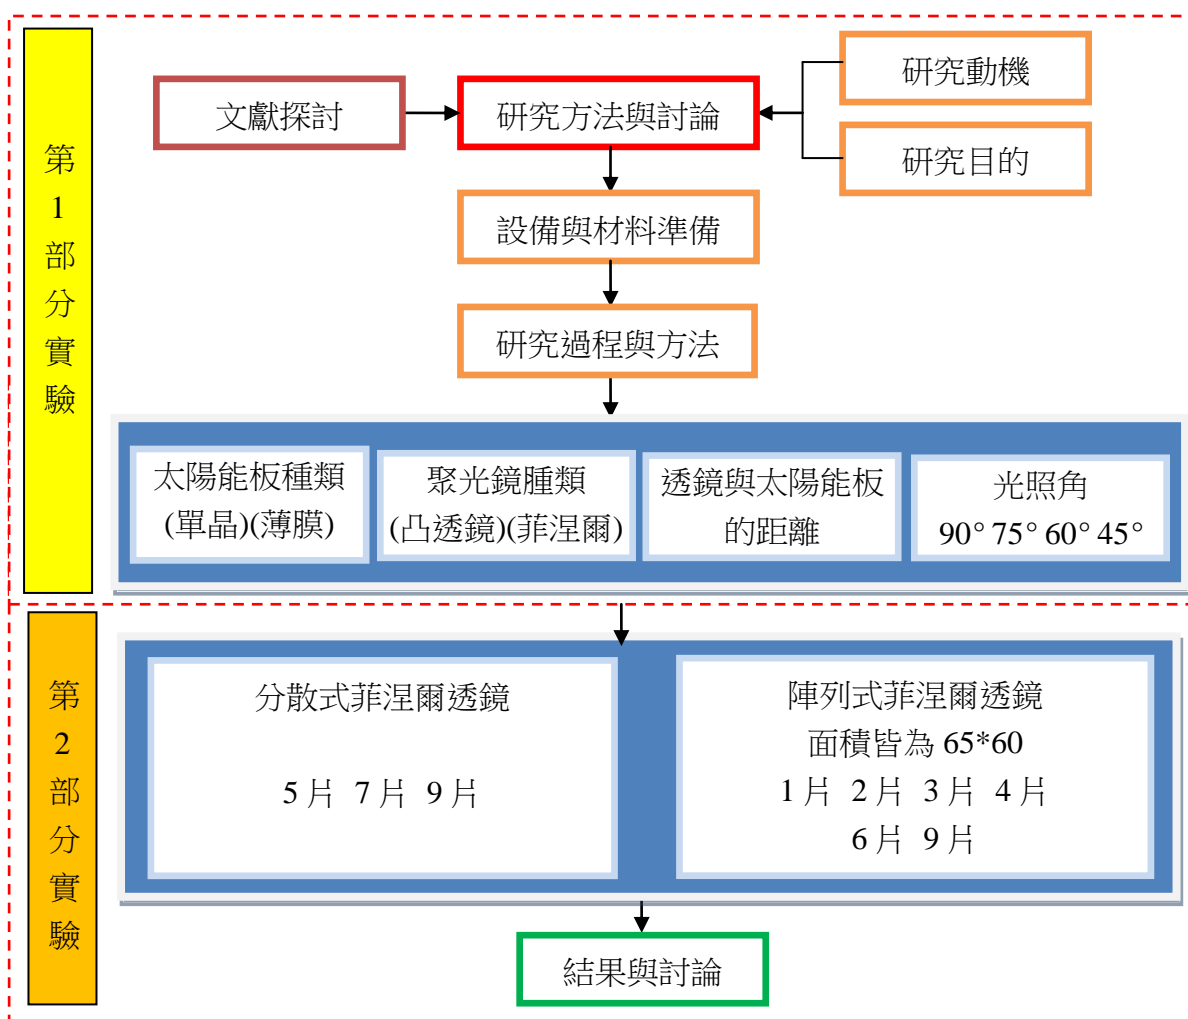 第1部分實驗
文獻探討
研究方法與討論
研究動機
研究目的
設備與材料準備
研究過程與方法
太陽能板種類
(單晶)(薄膜)
聚光鏡腫類
(凸透鏡)(菲涅爾)
透鏡與太陽能板
的距離
光照角
90° 75° 60° 45°
第2部分實驗
分散式菲涅爾透鏡
5片 7片 9片
陣列式菲涅爾透鏡
面積皆為 65*60
1片 2片 3片 4片
6片 9片
結果與討論